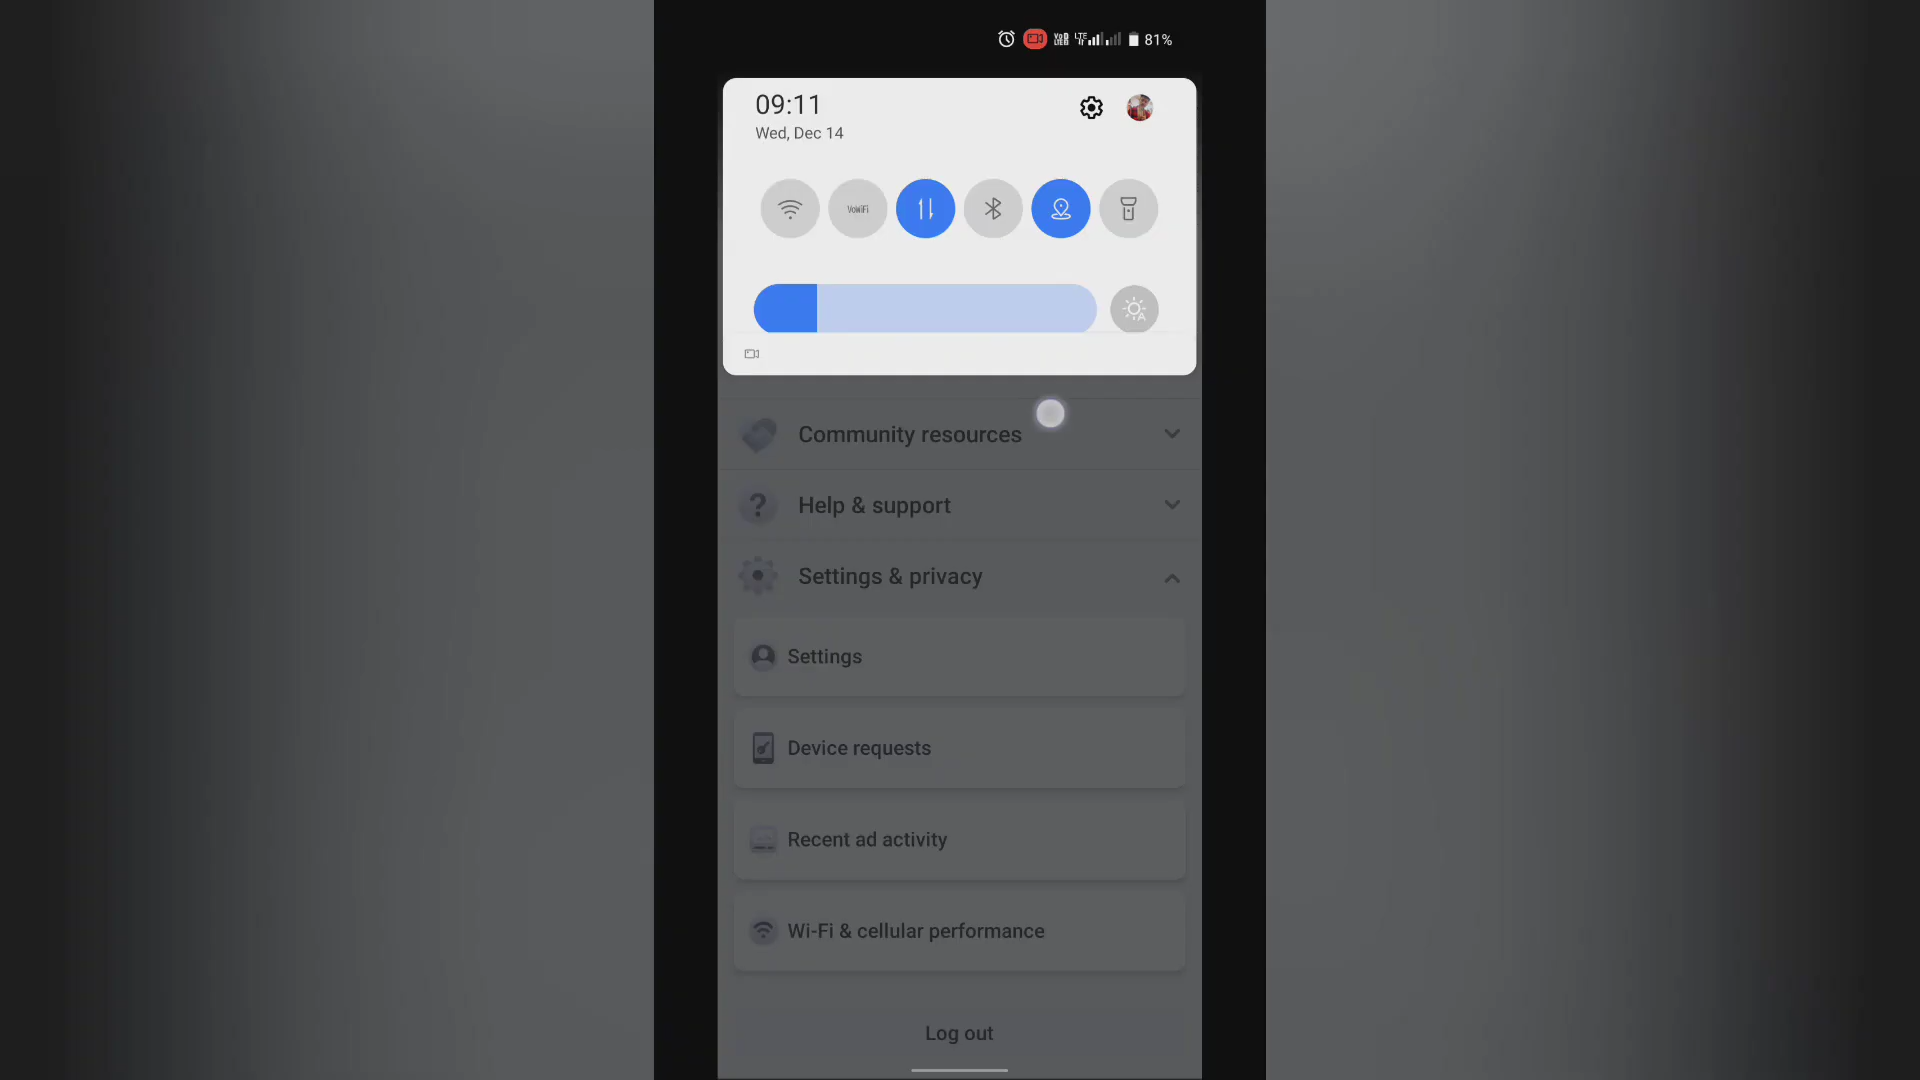 81%
09:11
Wed, Dec 14
VoWiFi
Community resources
? Help & support
Settings & privacy
Settings
Device requests
Recent ad activity
Wi-Fi & cellular performance
Log out